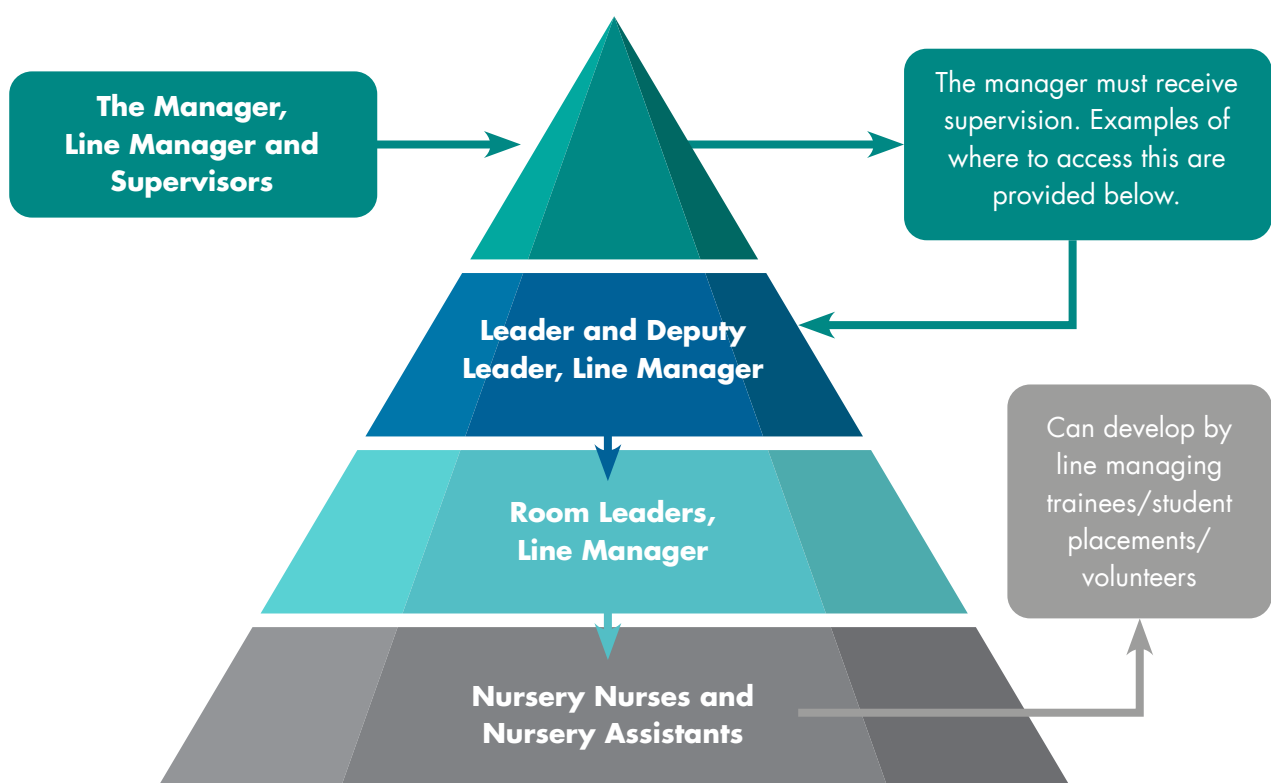 The Manager,
Line Manager and
Supervisors
The manager must receive
supervision. Examples of
where to access this are
provided below.
Leader and Deputy
Leader, Line Manager
Can develop by
line managing
trainees/student
placements/
volunteers
Room Leaders,
Line Manager
Nursery Nurses and
Nursery Assistants